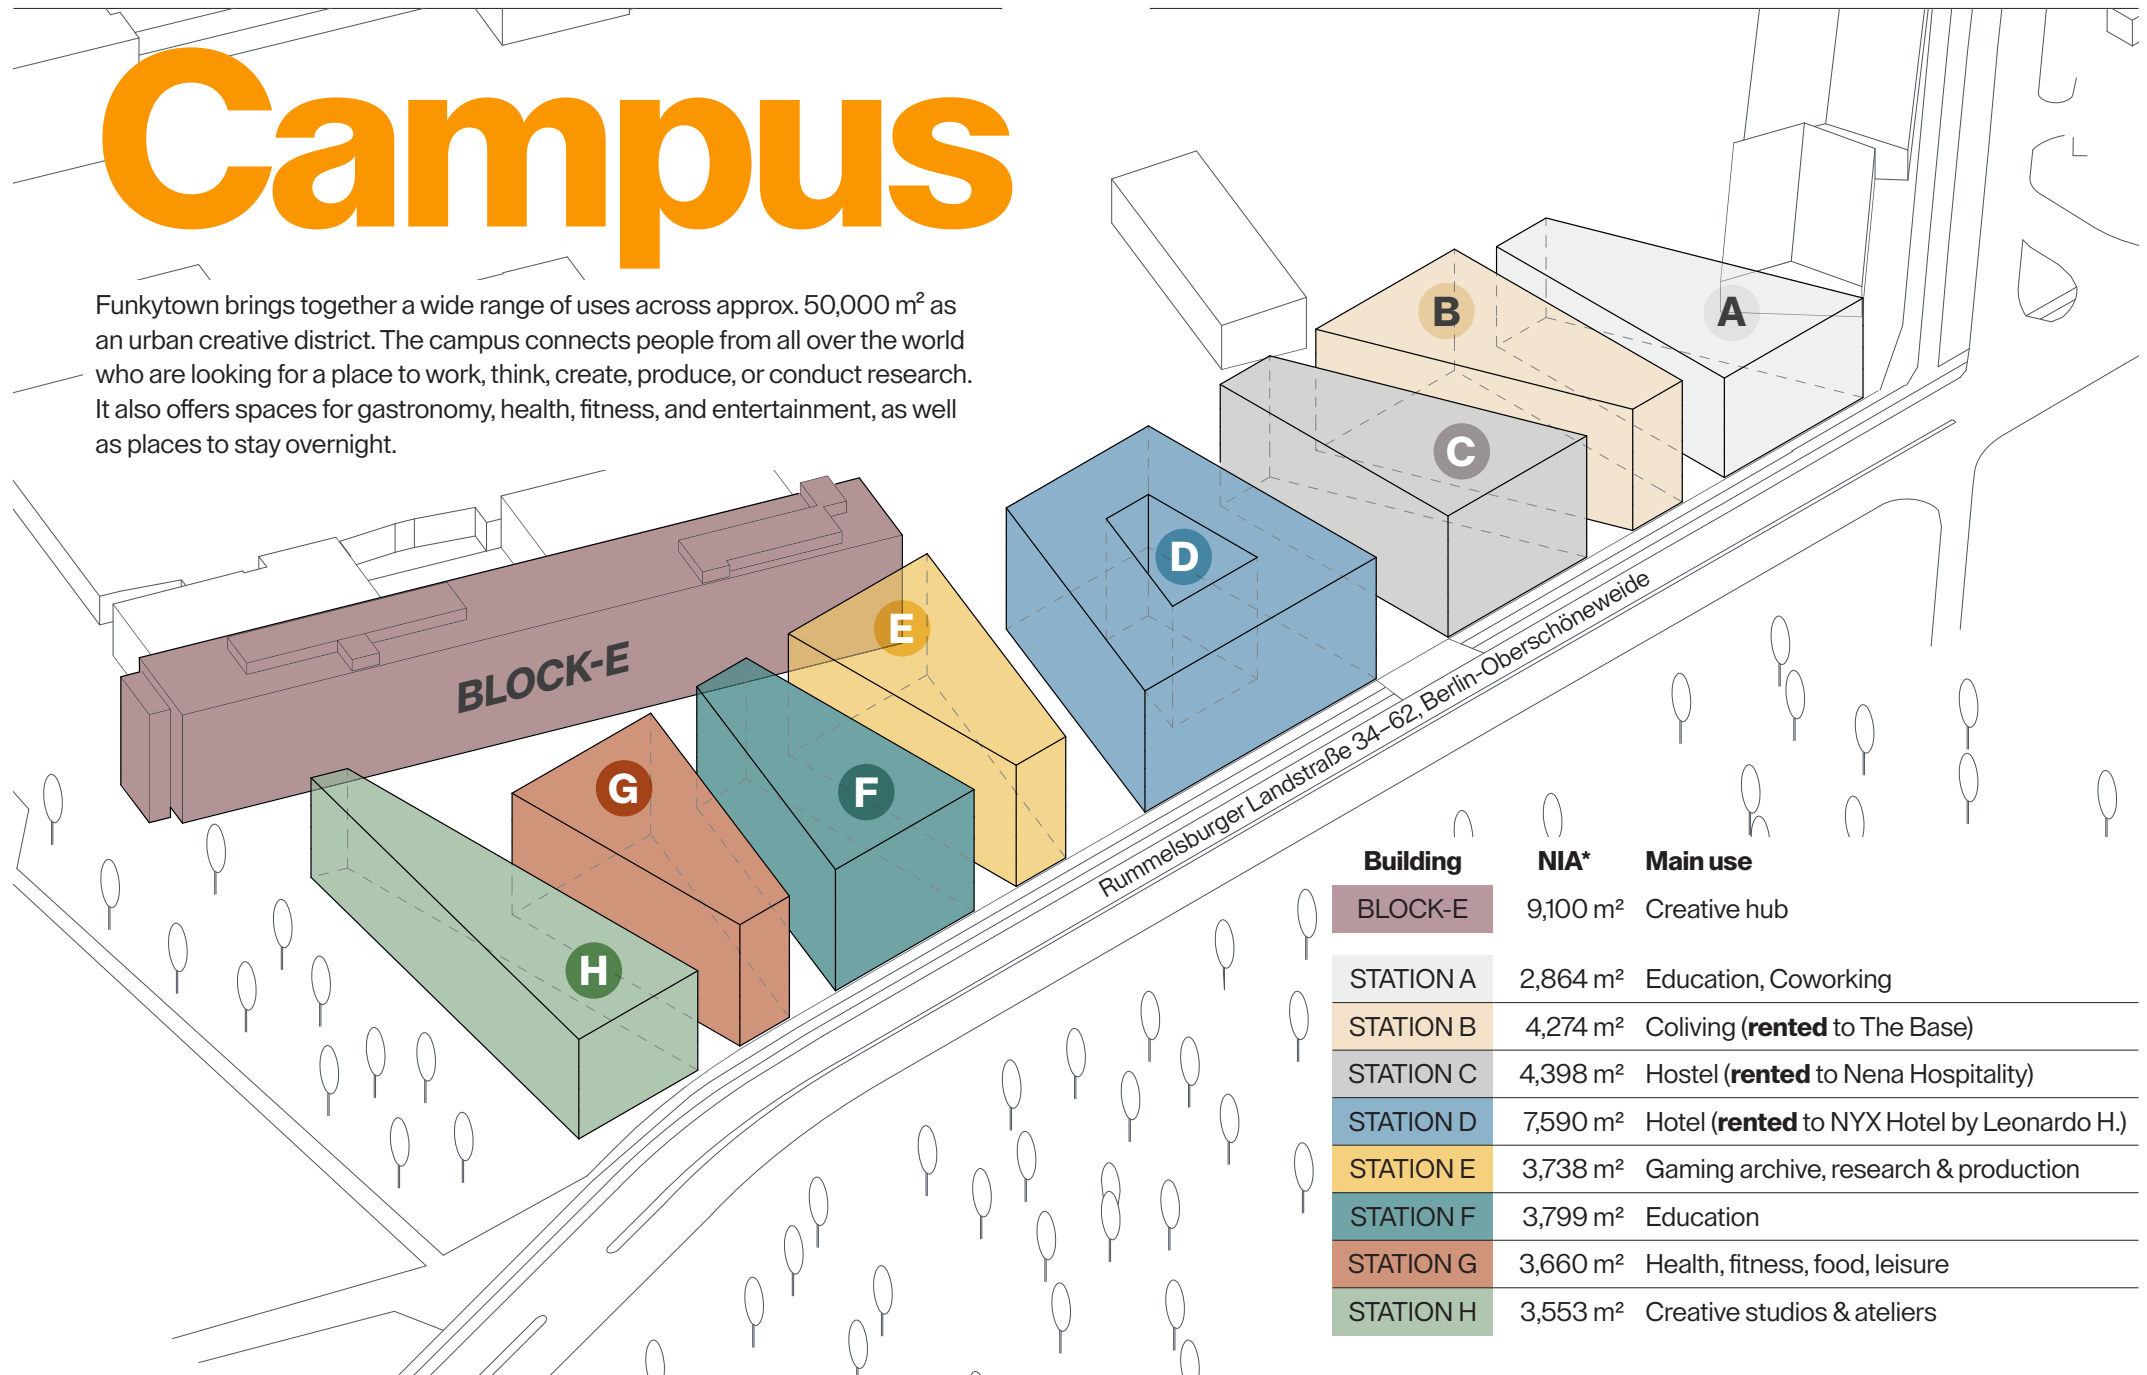 Campus
Funkytown brings together a wide range of uses across approx. 50,000 m² as
an urban creative district. The campus connects people from all over the world
who are looking for a place to work, think, create, produce, or conduct research.
It also offers spaces for gastronomy, health, fitness, and entertainment, as well
as places to stay overnight.
A
B
C
D
E
F
G
H
BLOCK-E
Rummelsburger Landstraße 34–62, Berlin-Oberschöneweide
Building NIA* Main use
BLOCK-E 9,100 m² Creative hub
STATION A 2,864 m² Education, Coworking
STATION B 4,274 m² Coliving (rented to The Base)
STATION C 4,398 m² Hostel (rented to Nena Hospitality)
STATION D 7,590 m² Hotel (rented to NYX Hotel by Leonardo H.)
STATION E 3,738 m² Gaming archive, research & production
STATION F 3,799 m² Education
STATION G 3,660 m² Health, fitness, food, leisure
STATION H 3,553 m² Creative studios & ateliers